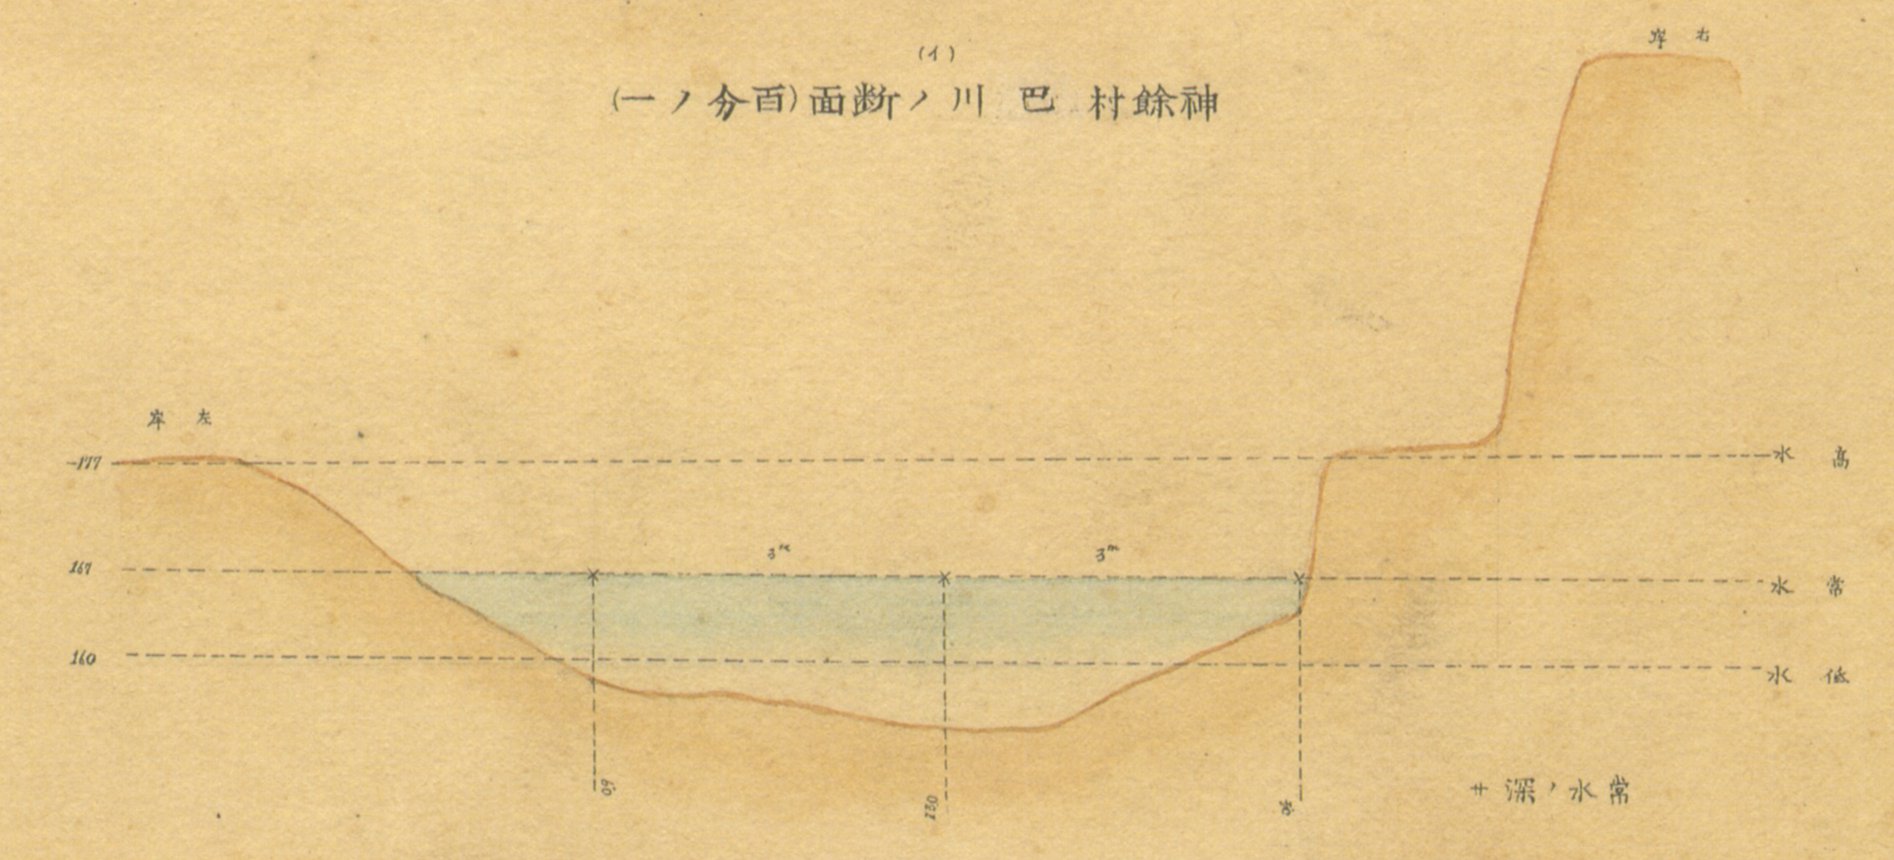 (イ)
神餘村 巴川ノ断面(百分ノ一)
右岸
左岸
177
高水
3m
3m
167
常水
160
低水
常水ノ深サ
130